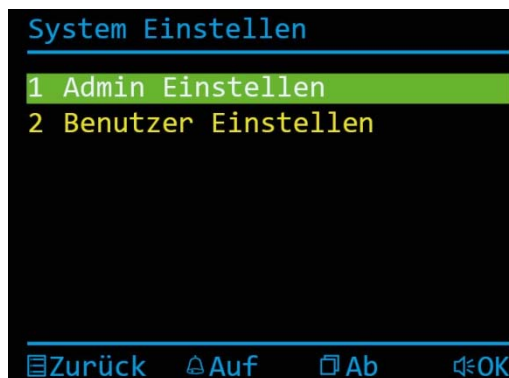 System Einstellen
1 Admin Einstellen
2 Benutzer Einstellen
Zurück Auf Ab OK